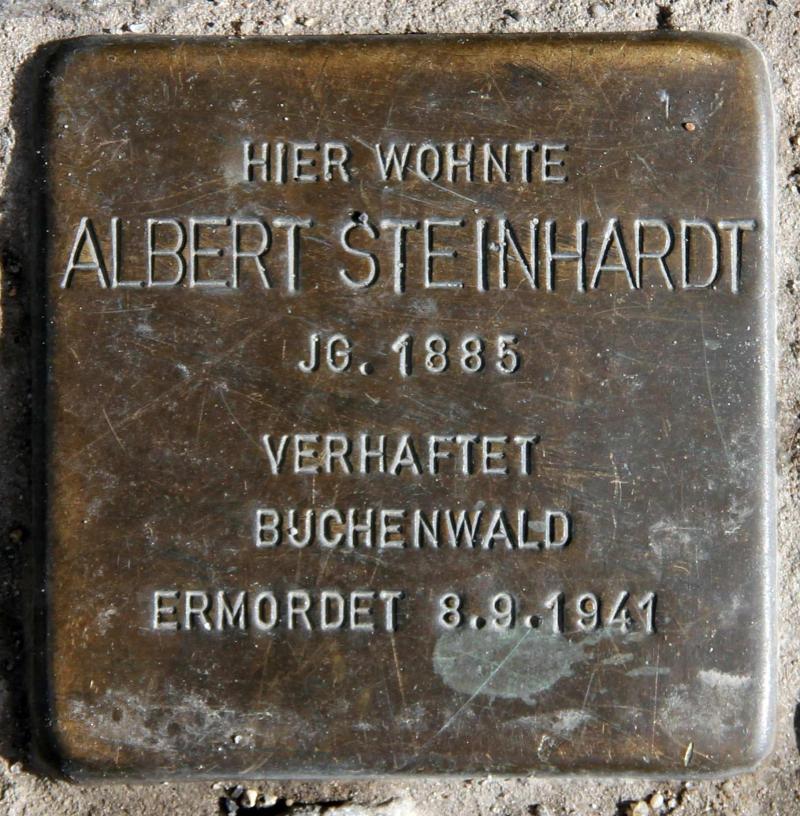 HIER WOHNTE
ALBERT STEINHARDT
JG. 1885
VERHAFTET
BUCHENWALD
ERMORDET 8.9.1941